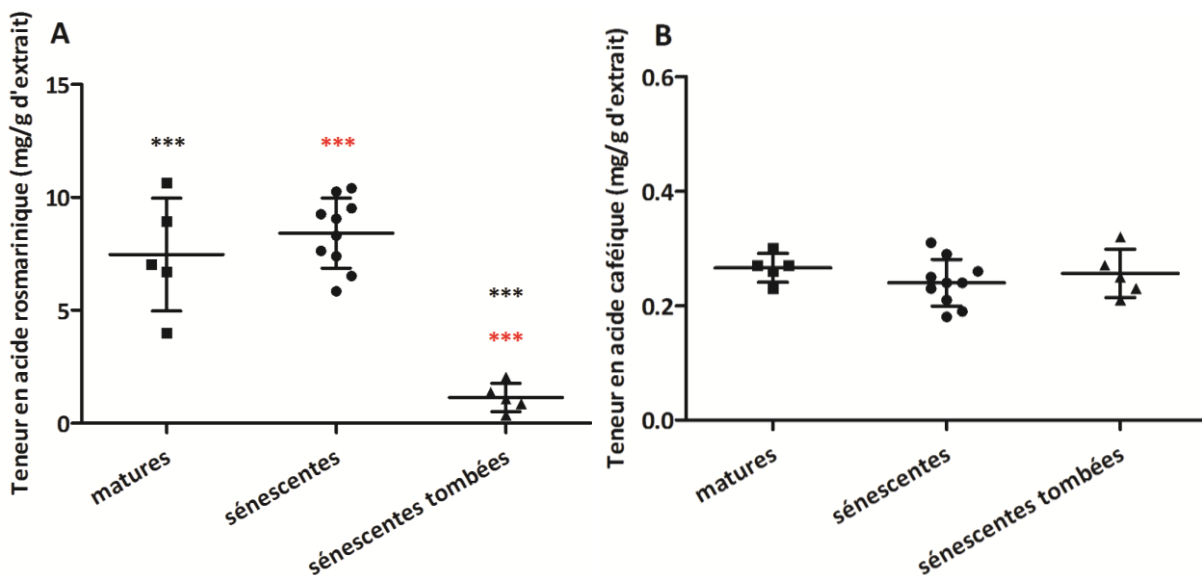 A
Teneur en acide rosmarinique (mg/g d'extrait)
15
10
5
0
***
***
***
***
matures
sénescentes
sénescentes tombées
B
Teneur en acide caféique (mg/g d'extrait)
0.6
0.4
0.2
0.0
matures
sénescentes
sénescentes tombées